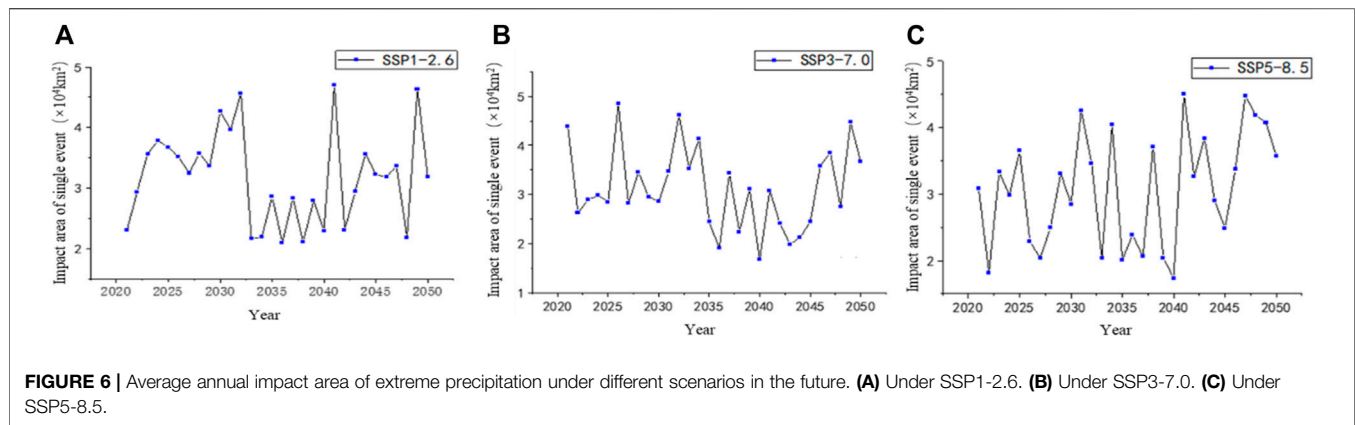 A
SSP1-2.6
Impact area of single event (×10⁴km²)
5
4
3
2
2020 2025 2030 2035 2040 2045 2050
Year
B
SSP3-7.0
Impact area of single event (×10⁴km²)
5
4
3
2
1
2020 2025 2030 2035 2040 2045 2050
Year
C
SSP5-8.5
Impact area of single event (×10⁴km²)
5
4
3
2
2020 2025 2030 2035 2040 2045 2050
Year
FIGURE 6 | Average annual impact area of extreme precipitation under different scenarios in the future. (A) Under SSP1-2.6. (B) Under SSP3-7.0. (C) Under
SSP5-8.5.